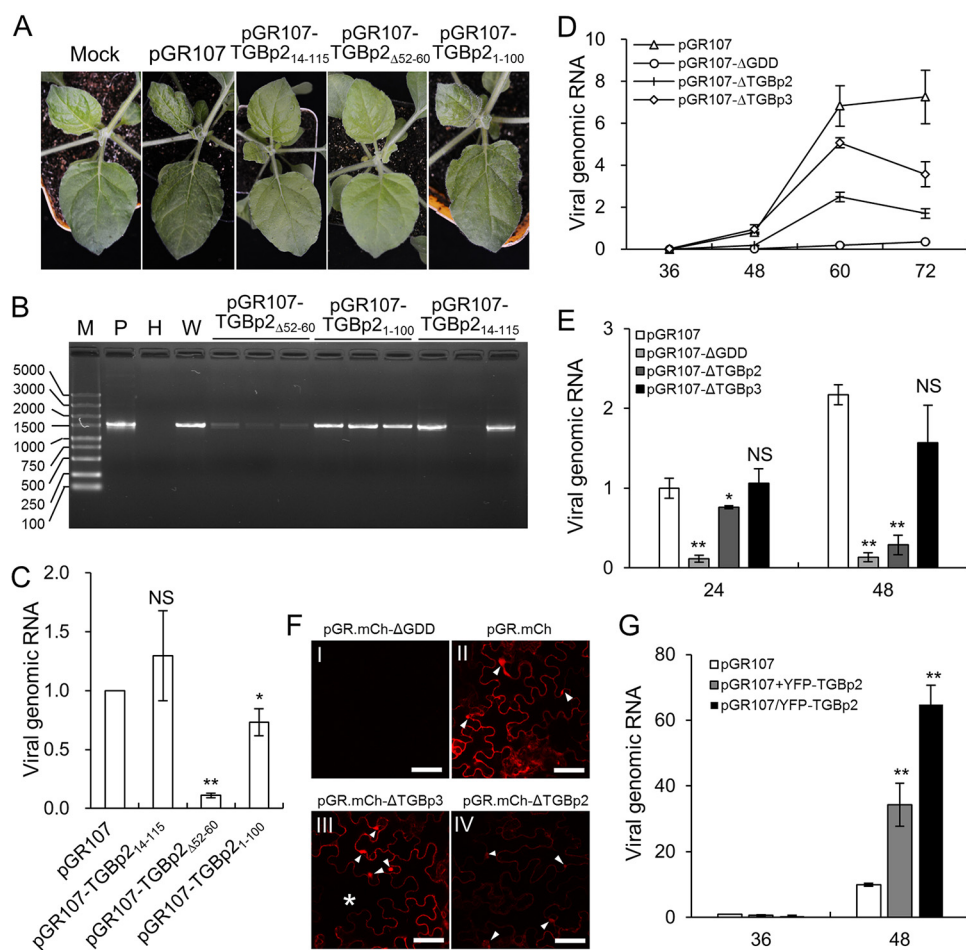 A
Mock
pGR107
pGR107-
TGBp2₁₄₋₁₁₅
pGR107-
TGBp2Δ₅₂₋₆₀
pGR107-
TGBp2₁₋₁₀₀
B
M P H W
pGR107-
TGBp2Δ₅₂₋₆₀
pGR107-
TGBp2₁₋₁₀₀
pGR107-
TGBp2₁₄₋₁₁₅
5000
3000
2000
1500
1000
750
500
250
100
C
Viral genomic RNA
2.0
1.5
1.0
0.5
0.0
NS
**
*
pGR107
pGR107-TGBp2₁₄₋₁₁₅
pGR107-TGBp2Δ₅₂₋₆₀
pGR107-TGBp2₁₋₁₀₀
D
Viral genomic RNA
10
8
6
4
2
0
pGR107
pGR107-ΔGDD
pGR107-ΔTGBp2
pGR107-ΔTGBp3
36 48 60 72
E
Viral genomic RNA
3
2
1
0
pGR107
pGR107-ΔGDD
pGR107-ΔTGBp2
pGR107-ΔTGBp3
** * NS
** ** NS
24 48
F
pGR.mCh-ΔGDD
I
pGR.mCh
II
pGR.mCh-ΔTGBp3
III
*
pGR.mCh-ΔTGBp2
IV
G
Viral genomic RNA
80
60
40
20
0
pGR107
pGR107+YFP-TGBp2
pGR107/YFP-TGBp2
**
**
36 48